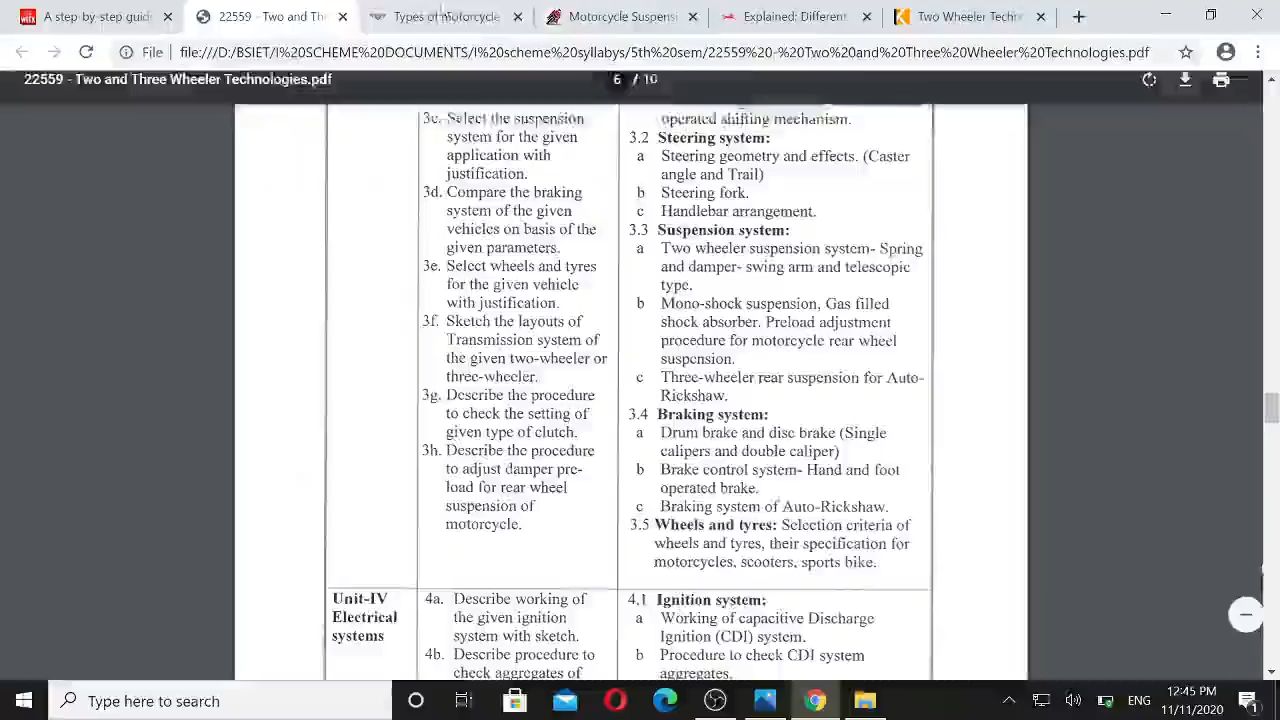 A step-by-step guide
22559 - Two and Th
Types of Motorcycle
Motorcycle Suspens
Explained: Different
Two Wheeler Techn
File
file:///D:/BSIET/I%20SCHEME%20DOCUMENTS/I%20scheme%20syllabys/5th%20sem/22559%20-%20Two%20and%20Three%20Wheeler%20Technologies.pdf
22559 - Two and Three Wheeler Technologies.pdf
6 / 10
3c. Select the suspension
system for the given
application with
justification.
3d. Compare the braking
system of the given
vehicles on basis of the
given parameters.
3e. Select wheels and tyres
for the given vehicle
with justification.
3f. Sketch the layouts of
Transmission system of
the given two-wheeler or
three-wheeler.
3g. Describe the procedure
to check the setting of
given type of clutch.
3h. Describe the procedure
to adjust damper pre-
load for rear wheel
suspension of
motorcycle.
operated shifting mechanism.
3.2 Steering system:
a Steering geometry and effects. (Caster
angle and Trail)
b Steering fork.
c Handlebar arrangement.
3.3 Suspension system:
a Two wheeler suspension system- Spring
and damper- swing arm and telescopic
type.
b Mono-shock suspension, Gas filled
shock absorber. Preload adjustment
procedure for motorcycle rear wheel
suspension.
c Three-wheeler rear suspension for Auto-
Rickshaw.
3.4 Braking system:
a Drum brake and disc brake (Single
calipers and double caliper)
b Brake control system- Hand and foot
operated brake.
c Braking system of Auto-Rickshaw.
3.5 Wheels and tyres: Selection criteria of
wheels and tyres, their specification for
motorcycles, scooters, sports bike.
Unit-IV
Electrical
systems
4a. Describe working of
the given ignition
system with sketch.
4b. Describe procedure to
check aggregates of
4.1 Ignition system:
a Working of capacitive Discharge
Ignition (CDI) system.
b Procedure to check CDI system
aggregates.
Type here to search
ENG
12:45 PM
11/11/2020
1